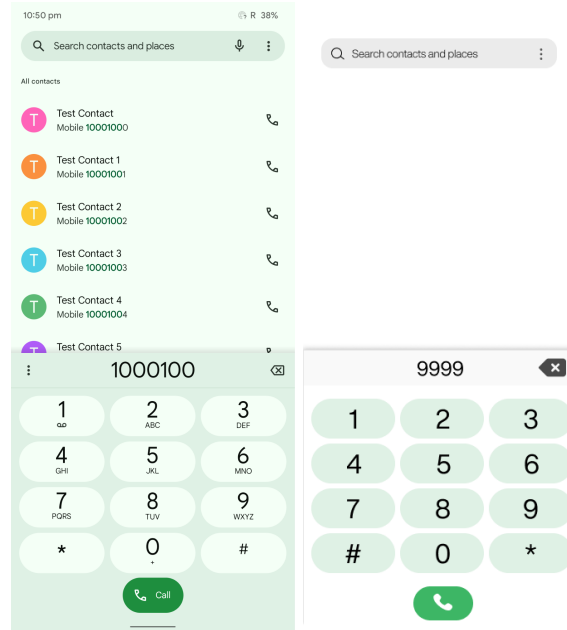 10:50 pm R 38%
Search contacts and places
All contacts
T Test Contact
Mobile 10001000
T Test Contact 1
Mobile 10001001
T Test Contact 2
Mobile 10001002
T Test Contact 3
Mobile 10001003
T Test Contact 4
Mobile 10001004
T Test Contact 5
1000100
1 2 3
ABC DEF
4 5 6
GHI JKL MNO
7 8 9
PQRS TUV WXYZ
* 0 #
+
Call
Search contacts and places
9999
1 2 3
4 5 6
7 8 9
# 0 *